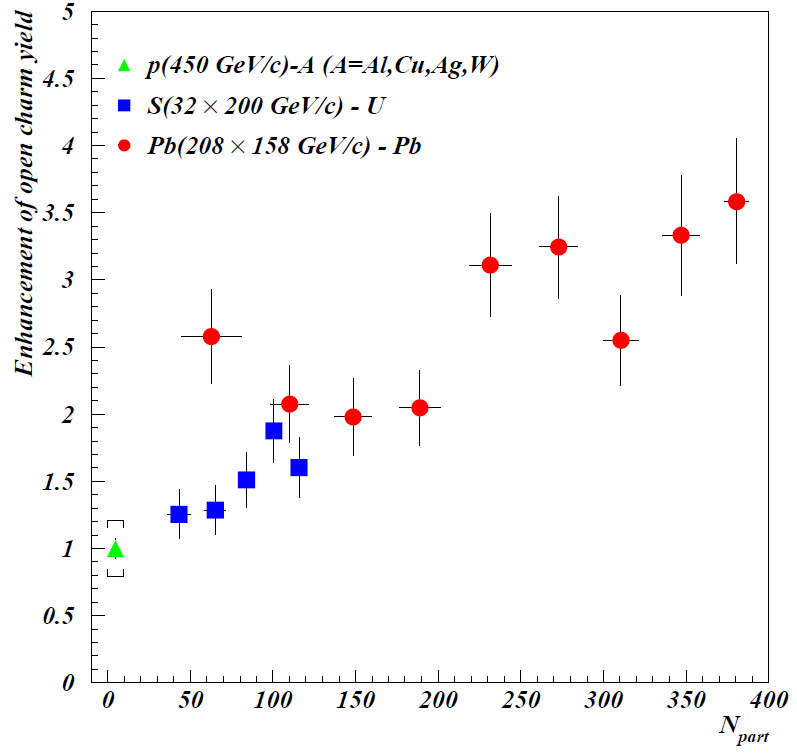 Enhancement of open charm yield
5
4.5
4
3.5
3
2.5
2
1.5
1
0.5
0
p(450 GeV/c)-A (A=Al,Cu,Ag,W)
S(32 × 200 GeV/c) - U
Pb(208 × 158 GeV/c) - Pb
0 50 100 150 200 250 300 350 400
N_part